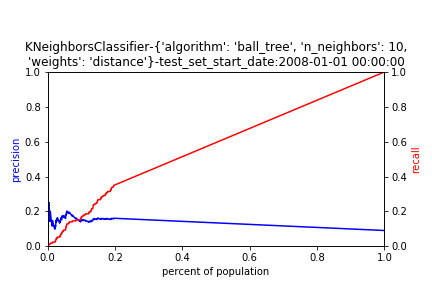 KNeighborsClassifier-{'algorithm': 'ball_tree', 'n_neighbors': 10,
'weights': 'distance'}-test_set_start_date:2008-01-01 00:00:00
1.0 1.0
0.8 0.8
0.6 0.6
precision recall
0.4 0.4
0.2 0.2
0.0 0.0
0.0 0.2 0.4 0.6 0.8 1.0
percent of population